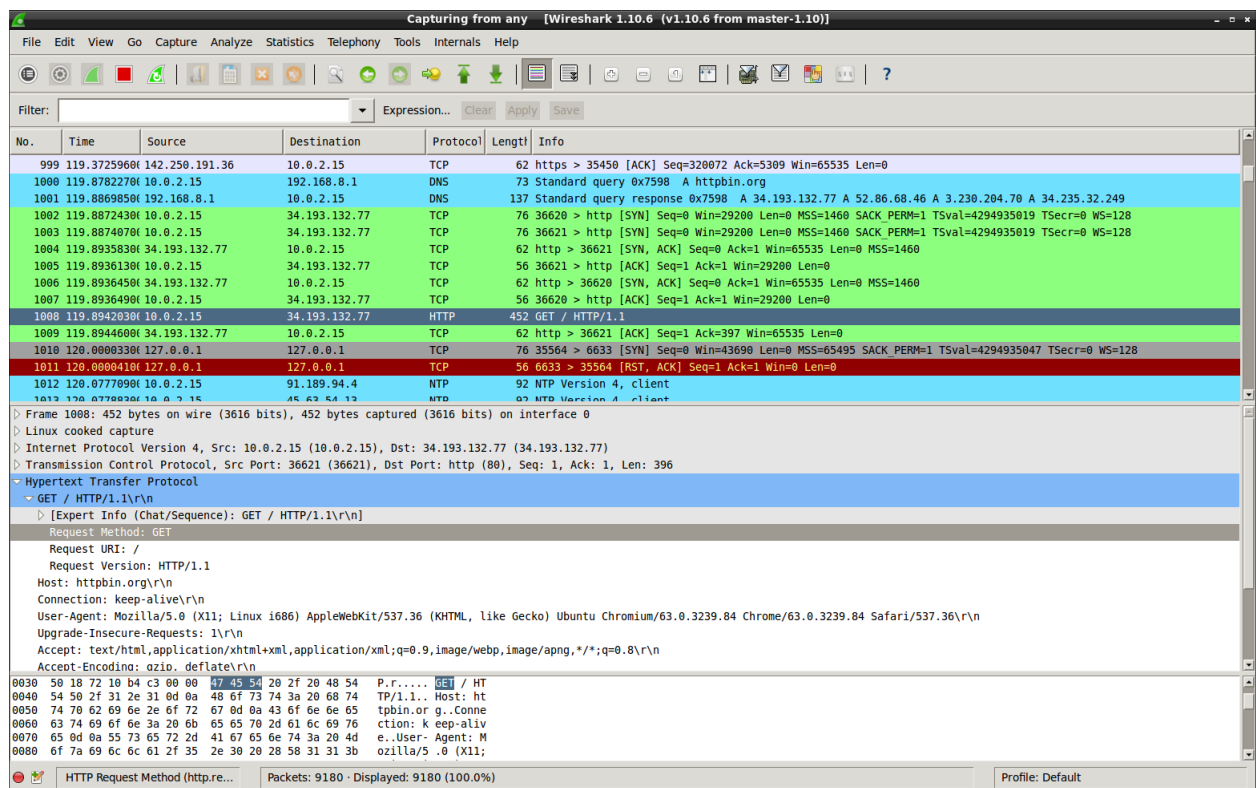 Capturing from any [Wireshark 1.10.6 (v1.10.6 from master-1.10)]
File Edit View Go Capture Analyze Statistics Telephony Tools Internals Help
Filter: Expression... Clear Apply Save
No. Time Source Destination Protocol Length Info
999 119.37259600 142.250.191.36 10.0.2.15 TCP 62 https > 35450 [ACK] Seq=320072 Ack=5309 Win=65535 Len=0
1000 119.87822700 10.0.2.15 192.168.8.1 DNS 73 Standard query 0x7598 A httpbin.org
1001 119.88698500 192.168.8.1 10.0.2.15 DNS 137 Standard query response 0x7598 A 34.193.132.77 A 52.86.68.46 A 3.230.204.70 A 34.235.32.249
1002 119.88724300 10.0.2.15 34.193.132.77 TCP 76 36620 > http [SYN] Seq=0 Win=29200 Len=0 MSS=1460 SACK_PERM=1 TSval=4294935019 TSecr=0 WS=128
1003 119.88740700 10.0.2.15 34.193.132.77 TCP 76 36621 > http [SYN] Seq=0 Win=29200 Len=0 MSS=1460 SACK_PERM=1 TSval=4294935019 TSecr=0 WS=128
1004 119.89358300 34.193.132.77 10.0.2.15 TCP 62 http > 36621 [SYN, ACK] Seq=0 Ack=1 Win=65535 Len=0 MSS=1460
1005 119.89361300 10.0.2.15 34.193.132.77 TCP 56 36621 > http [ACK] Seq=1 Ack=1 Win=29200 Len=0
1006 119.89364500 34.193.132.77 10.0.2.15 TCP 62 http > 36620 [SYN, ACK] Seq=0 Ack=1 Win=65535 Len=0 MSS=1460
1007 119.89364900 10.0.2.15 34.193.132.77 TCP 56 36620 > http [ACK] Seq=1 Ack=1 Win=29200 Len=0
1008 119.89420300 10.0.2.15 34.193.132.77 HTTP 452 GET / HTTP/1.1
1009 119.89446000 34.193.132.77 10.0.2.15 TCP 62 http > 36621 [ACK] Seq=1 Ack=397 Win=65535 Len=0
1010 120.00003300 127.0.0.1 127.0.0.1 TCP 76 35564 > 6633 [SYN] Seq=0 Win=43690 Len=0 MSS=65495 SACK_PERM=1 TSval=4294935047 TSecr=0 WS=128
1011 120.00004100 127.0.0.1 127.0.0.1 TCP 56 6633 > 35564 [RST, ACK] Seq=1 Ack=1 Win=0 Len=0
1012 120.07770900 10.0.2.15 91.189.94.4 NTP 92 NTP Version 4, client
1013 120.07788300 10.0.2.15 45.63.54.13 NTP 92 NTP Version 4, client
Frame 1008: 452 bytes on wire (3616 bits), 452 bytes captured (3616 bits) on interface 0
Linux cooked capture
Internet Protocol Version 4, Src: 10.0.2.15 (10.0.2.15), Dst: 34.193.132.77 (34.193.132.77)
Transmission Control Protocol, Src Port: 36621 (36621), Dst Port: http (80), Seq: 1, Ack: 1, Len: 396
Hypertext Transfer Protocol
GET / HTTP/1.1\r\n
[Expert Info (Chat/Sequence): GET / HTTP/1.1\r\n]
Request Method: GET
Request URI: /
Request Version: HTTP/1.1
Host: httpbin.org\r\n
Connection: keep-alive\r\n
User-Agent: Mozilla/5.0 (X11; Linux i686) AppleWebKit/537.36 (KHTML, like Gecko) Ubuntu Chromium/63.0.3239.84 Chrome/63.0.3239.84 Safari/537.36\r\n
Upgrade-Insecure-Requests: 1\r\n
Accept: text/html,application/xhtml+xml,application/xml;q=0.9,image/webp,image/apng,*/*;q=0.8\r\n
Accept-Encoding: gzip, deflate\r\n
0030 50 18 72 10 b4 c3 00 00 47 45 54 20 2f 20 48 54 P.r..... GET / HT
0040 54 50 2f 31 2e 31 0d 0a 48 6f 73 74 3a 20 68 74 TP/1.1.. Host: ht
0050 74 70 62 69 6e 2e 6f 72 67 0d 0a 43 6f 6e 6e 65 tpbin.or g..Conne
0060 63 74 69 6f 6e 3a 20 6b 65 65 70 2d 61 6c 69 76 ction: k eep-aliv
0070 65 0d 0a 55 73 65 72 2d 41 67 65 6e 74 3a 20 4d e..User- Agent: M
0080 6f 7a 69 6c 6c 61 2f 35 2e 30 20 28 58 31 31 3b ozilla/5 .0 (X11;
HTTP Request Method (http.re... Packets: 9180 · Displayed: 9180 (100.0%) Profile: Default